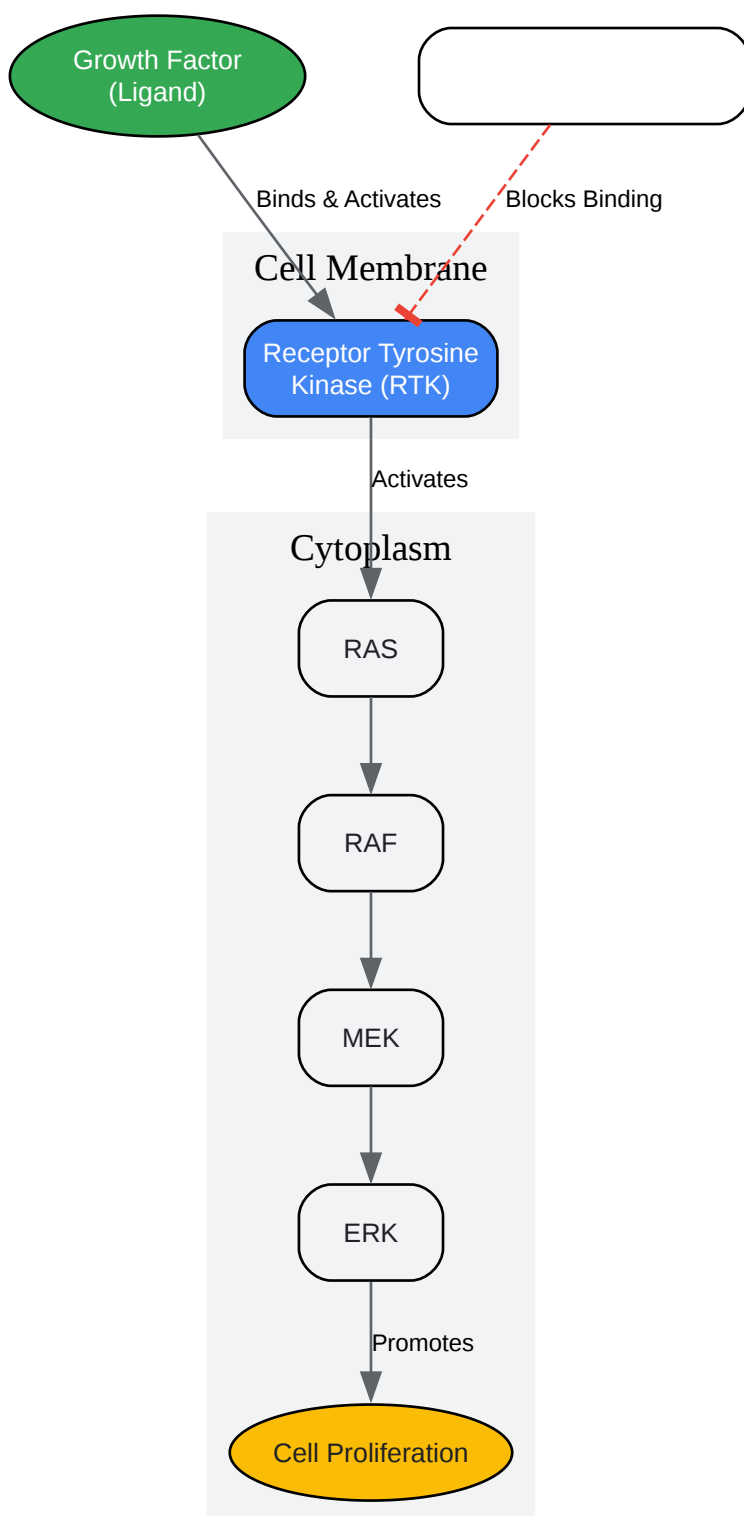 Growth Factor
(Ligand)
Binds & Activates
Blocks Binding
Cell Membrane
Receptor Tyrosine
Kinase (RTK)
Activates
Cytoplasm
RAS
RAF
MEK
ERK
Promotes
Cell Proliferation